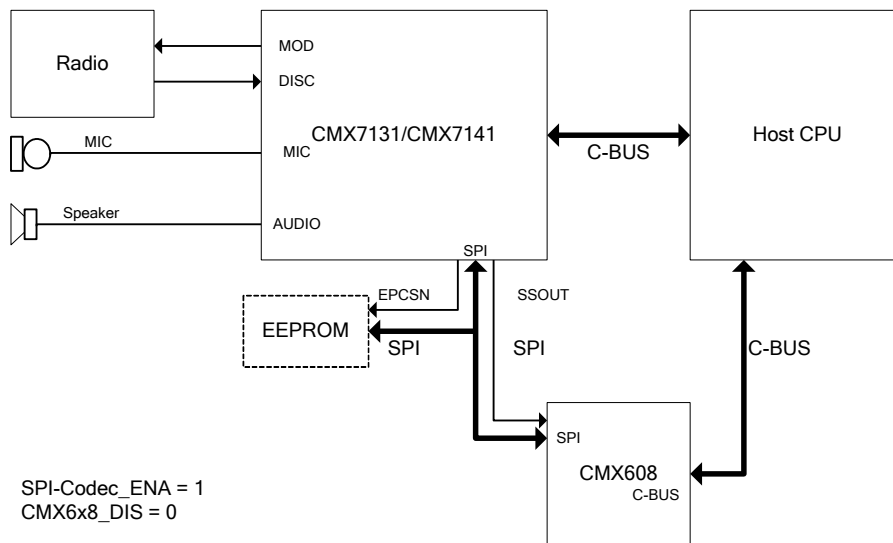 Radio
MOD
DISC
CMX7131/CMX7141
Host CPU
C-BUS
MIC
MIC
Speaker
AUDIO
SPI
EPCSN
SSOUT
EEPROM
SPI
SPI
C-BUS
SPI
CMX608
C-BUS
SPI-Codec_ENA = 1
CMX6x8_DIS = 0